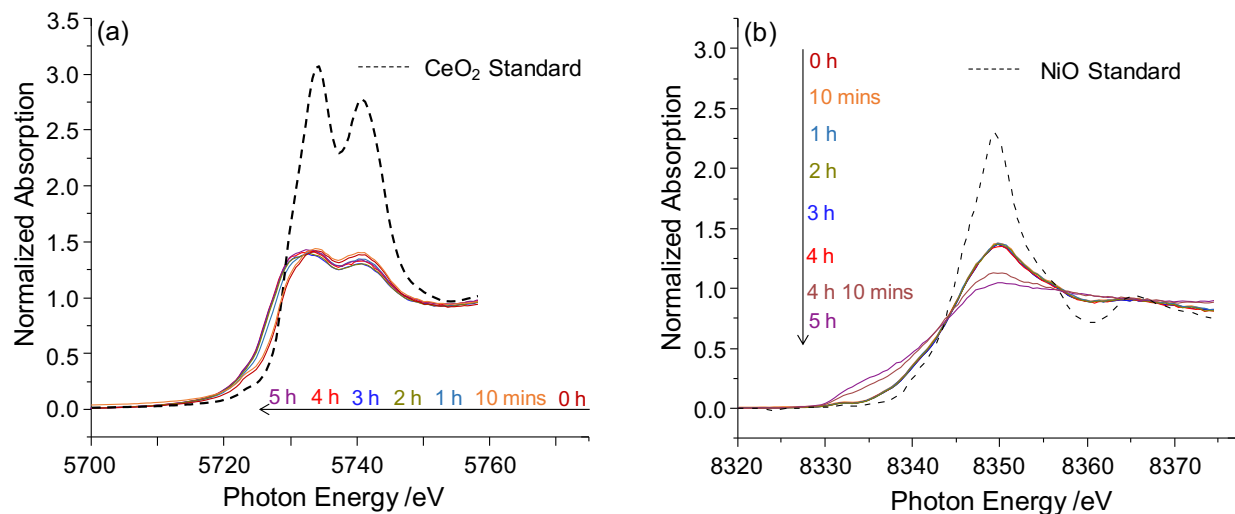 (a)
CeO₂ Standard
Normalized Absorption
3.5
3.0
2.5
2.0
1.5
1.0
0.5
0.0
5 h 4 h 3 h 2 h 1 h 10 mins 0 h
5700 5720 5740 5760
Photon Energy /eV
(b)
NiO Standard
Normalized Absorption
3.0
2.5
2.0
1.5
1.0
0.5
0.0
0 h
10 mins
1 h
2 h
3 h
4 h
4 h 10 mins
5 h
8320 8330 8340 8350 8360 8370
Photon Energy /eV